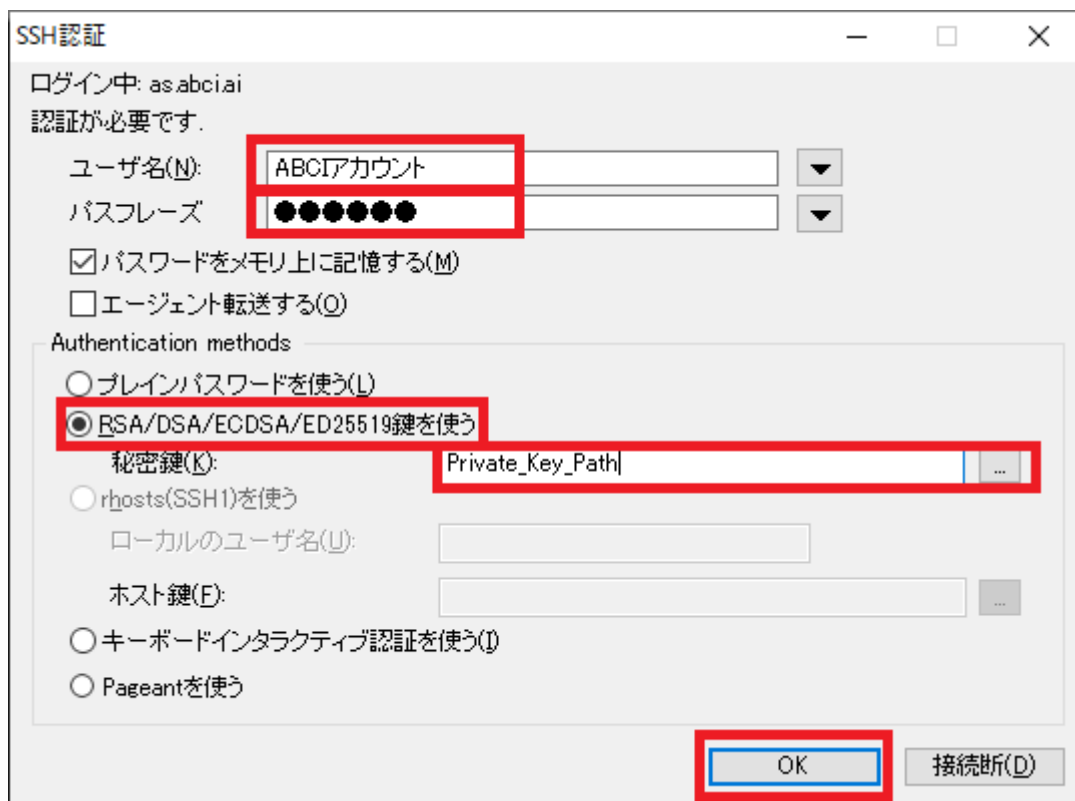 SSH認証
ログイン中: as.abci.ai
認証が必要です.
ユーザ名(N): ABCIアカウント
パスフレーズ ●●●●●●
パスワードをメモリ上に記憶する(M)
エージェント転送する(O)
Authentication methods
プレインパスワードを使う(L)
RSA/DSA/ECDSA/ED25519鍵を使う
秘密鍵(K): Private_Key_Path ...
rhosts(SSH1)を使う
ローカルのユーザ名(U):
ホスト鍵(F): ...
キーボードインタラクティブ認証を使う(I)
Pageantを使う
OK 接続断(D)